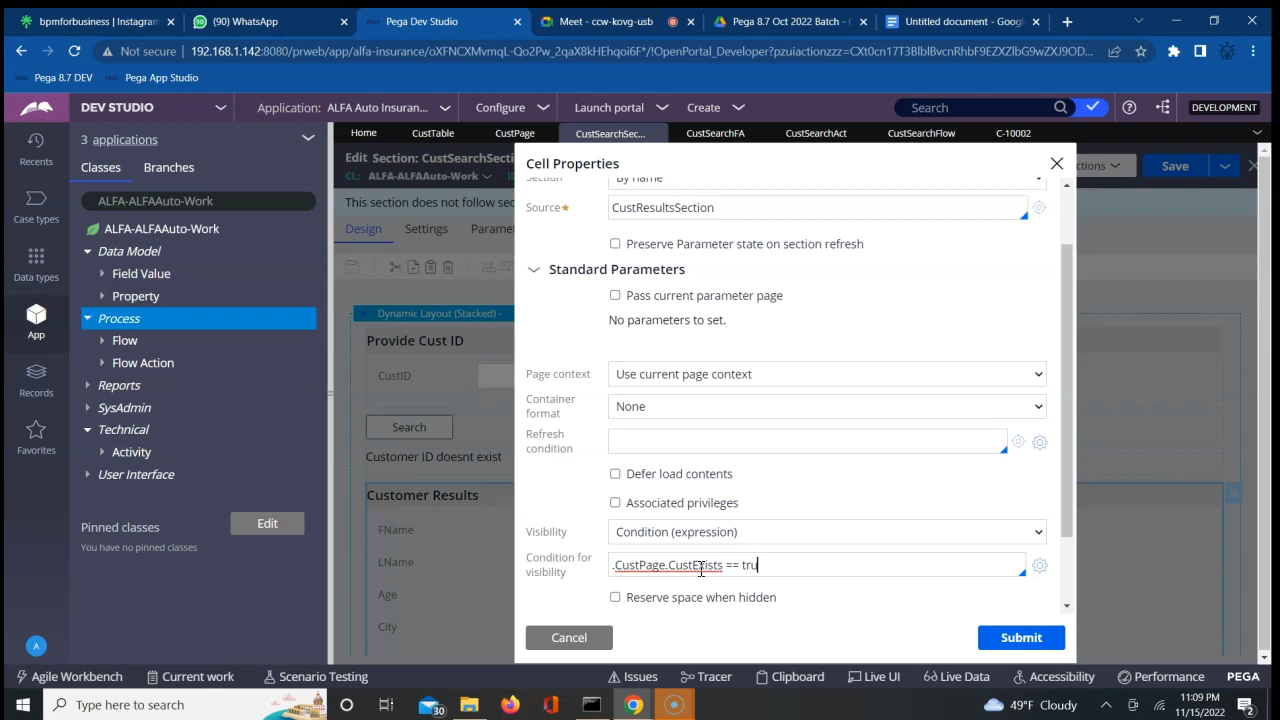 bpmforbusiness | Instagram
(90) WhatsApp
Pega Dev Studio
Meet - ccw-kovg-usb
Pega 8.7 Oct 2022 Batch -
Untitled document - Google
Not secure | 192.168.1.142:8080/prweb/app/alfa-insurance/oXFNCXMvmqL-Qo2Pw_2qaX8kHEhqoi6F*/!OpenPortal_Developer?pzuiactionzzz=CXt0cn17T3BlblBvcnRhbF9EZXZlbG9wZXJ9OD...
Pega 8.7 DEV
Pega App Studio
DEV STUDIO
Application: ALFA Auto Insuran...
Configure
Launch portal
Create
Search
DEVELOPMENT
Recents
Case types
Data types
App
Records
Favorites
A
3 applications
Classes
Branches
ALFA-ALFAAuto-Work
ALFA-ALFAAuto-Work
Data Model
Field Value
Property
Process
Flow
Flow Action
Reports
SysAdmin
Technical
Activity
User Interface
Pinned classes
Edit
You have no pinned classes
Home
CustTable
CustPage
CustSearchSec...
CustSearchFA
CustSearchAct
CustSearchFlow
C-10002
Edit Section: CustSearchSecti
CL: ALFA-ALFAAuto-Work
ctions
Save
This section does not follow sec
Design
Settings
Paramet
Dynamic Layout (Stacked) -
Provide Cust ID
CustID
Search
Customer ID doesnt exist
Customer Results
FName
LName
Age
City
Cell Properties
Section
By name
Source★
CustResultsSection
Preserve Parameter state on section refresh
Standard Parameters
Pass current parameter page
No parameters to set.
Page context
Use current page context
Container format
None
Refresh condition
Defer load contents
Associated privileges
Visibility
Condition (expression)
Condition for visibility
.CustPage.CustExists == tru
Reserve space when hidden
Cancel
Submit
Agile Workbench
Current work
Scenario Testing
Issues
Tracer
Clipboard
Live UI
Live Data
Accessibility
Performance
PEGA
Type here to search
30
49°F Cloudy
11:09 PM
11/15/2022
2